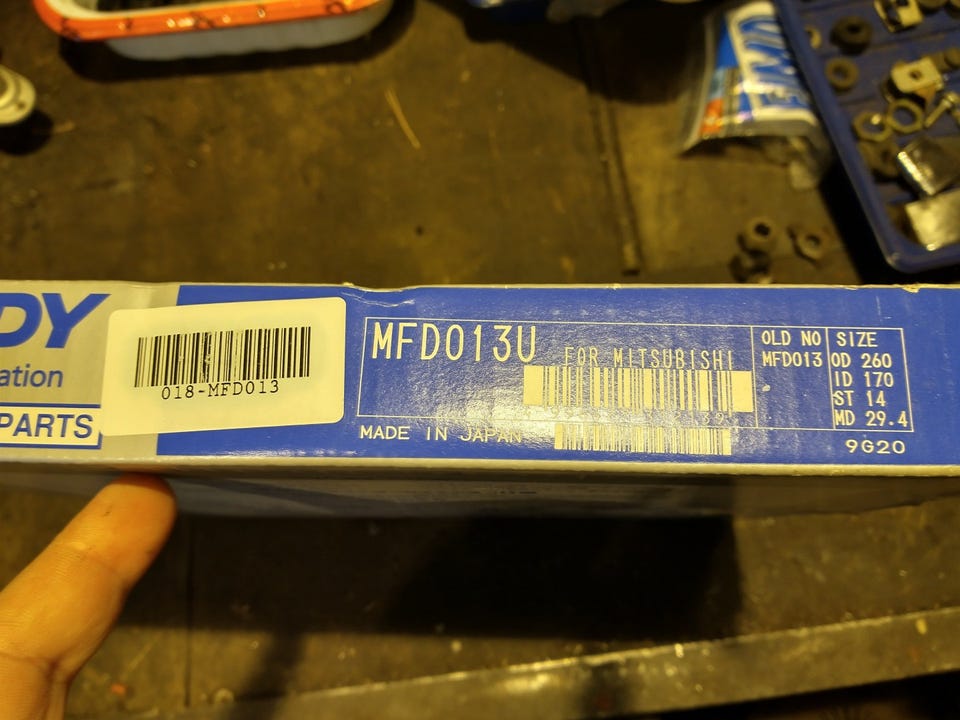 DY
ation
PARTS
018-MFD013
MFD013U
FOR MITSUBISHI
MADE IN JAPAN
OLD NO
MFD013
SIZE
OD 260
ID 170
ST 14
MD 29.4
9G20